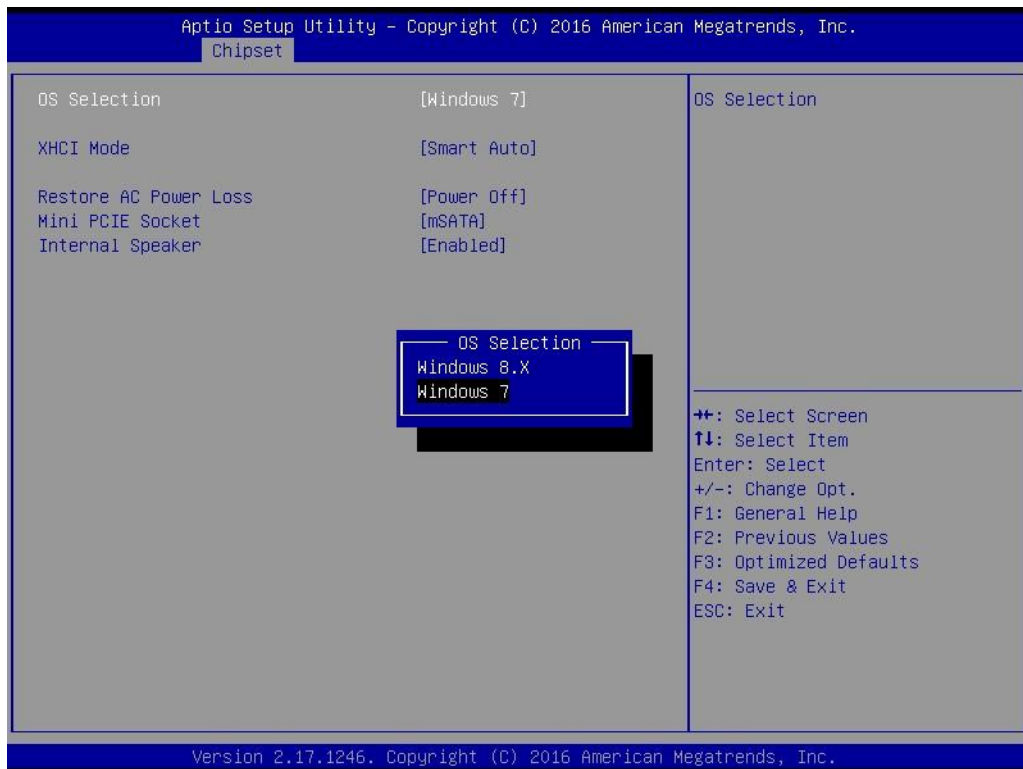 Aptio Setup Utility – Copyright (C) 2016 American Megatrends, Inc.
Chipset
OS Selection [Windows 7]
XHCI Mode [Smart Auto]
Restore AC Power Loss [Power Off]
Mini PCIE Socket [mSATA]
Internal Speaker [Enabled]
OS Selection
Windows 8.X
Windows 7
OS Selection
→←: Select Screen
↑↓: Select Item
Enter: Select
+/-: Change Opt.
F1: General Help
F2: Previous Values
F3: Optimized Defaults
F4: Save & Exit
ESC: Exit
Version 2.17.1246. Copyright (C) 2016 American Megatrends, Inc.